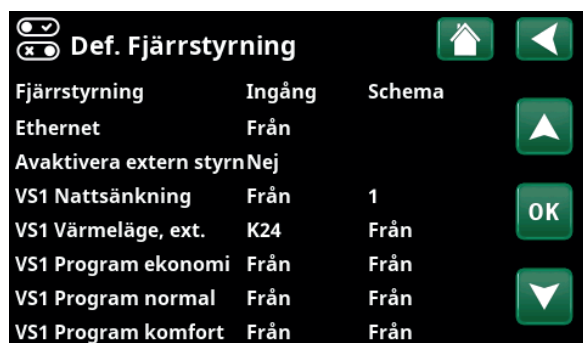 Def. Fjärrstyrning
Fjärrstyrning Ingång Schema
Ethernet Från
Avaktivera extern styrn Nej
VS1 Nattsänkning Från 1
VS1 Värmeläge, ext. K24 Från
VS1 Program ekonomi Från Från
VS1 Program normal Från Från
VS1 Program komfort Från Från
OK